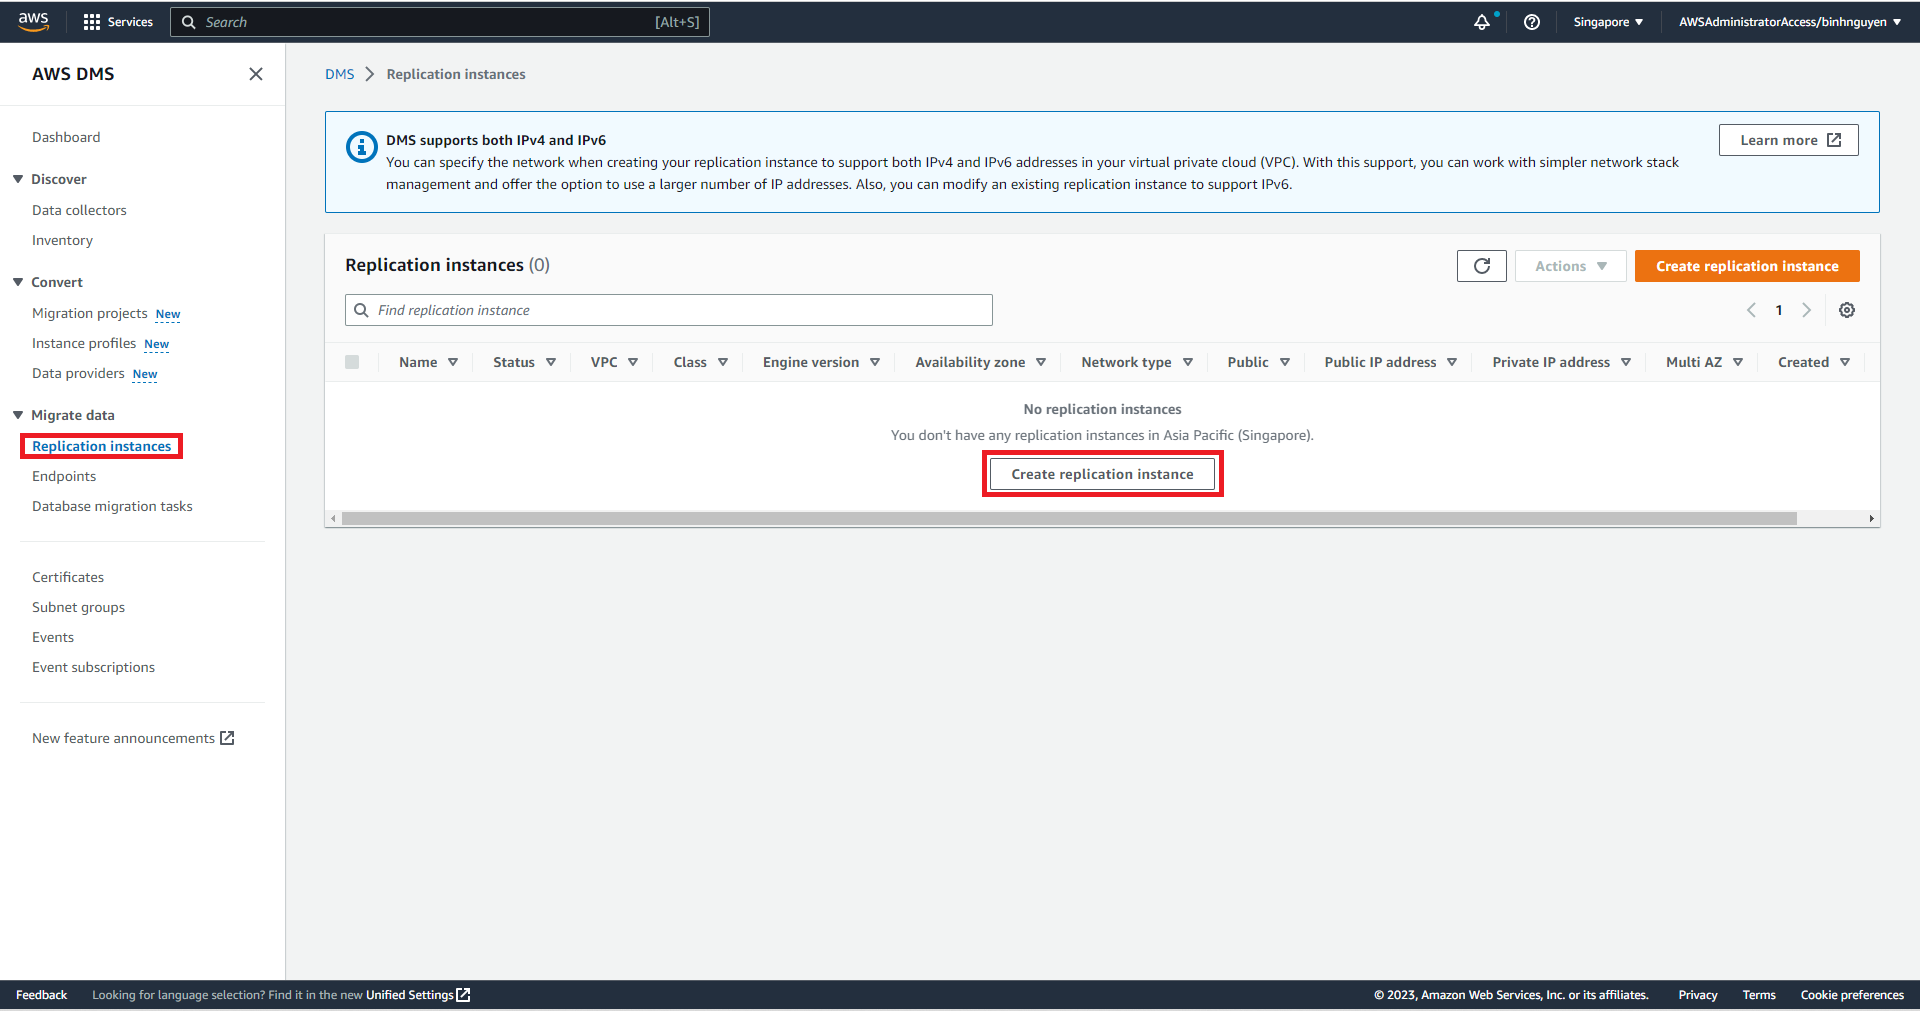 aws
Services
Search [Alt+S]
Singapore
AWSAdministratorAccess/binhnguyen
AWS DMS
Dashboard
Discover
Data collectors
Inventory
Convert
Migration projects New
Instance profiles New
Data providers New
Migrate data
Replication instances
Endpoints
Database migration tasks
Certificates
Subnet groups
Events
Event subscriptions
New feature announcements
DMS Replication instances
DMS supports both IPv4 and IPv6
You can specify the network when creating your replication instance to support both IPv4 and IPv6 addresses in your virtual private cloud (VPC). With this support, you can work with simpler network stack
management and offer the option to use a larger number of IP addresses. Also, you can modify an existing replication instance to support IPv6.
Learn more
Replication instances (0)
Actions
Create replication instance
Find replication instance
1
Name Status VPC Class Engine version Availability zone Network type Public Public IP address Private IP address Multi AZ Created
No replication instances
You don't have any replication instances in Asia Pacific (Singapore).
Create replication instance
Feedback Looking for language selection? Find it in the new Unified Settings
© 2023, Amazon Web Services, Inc. or its affiliates. Privacy Terms Cookie preferences